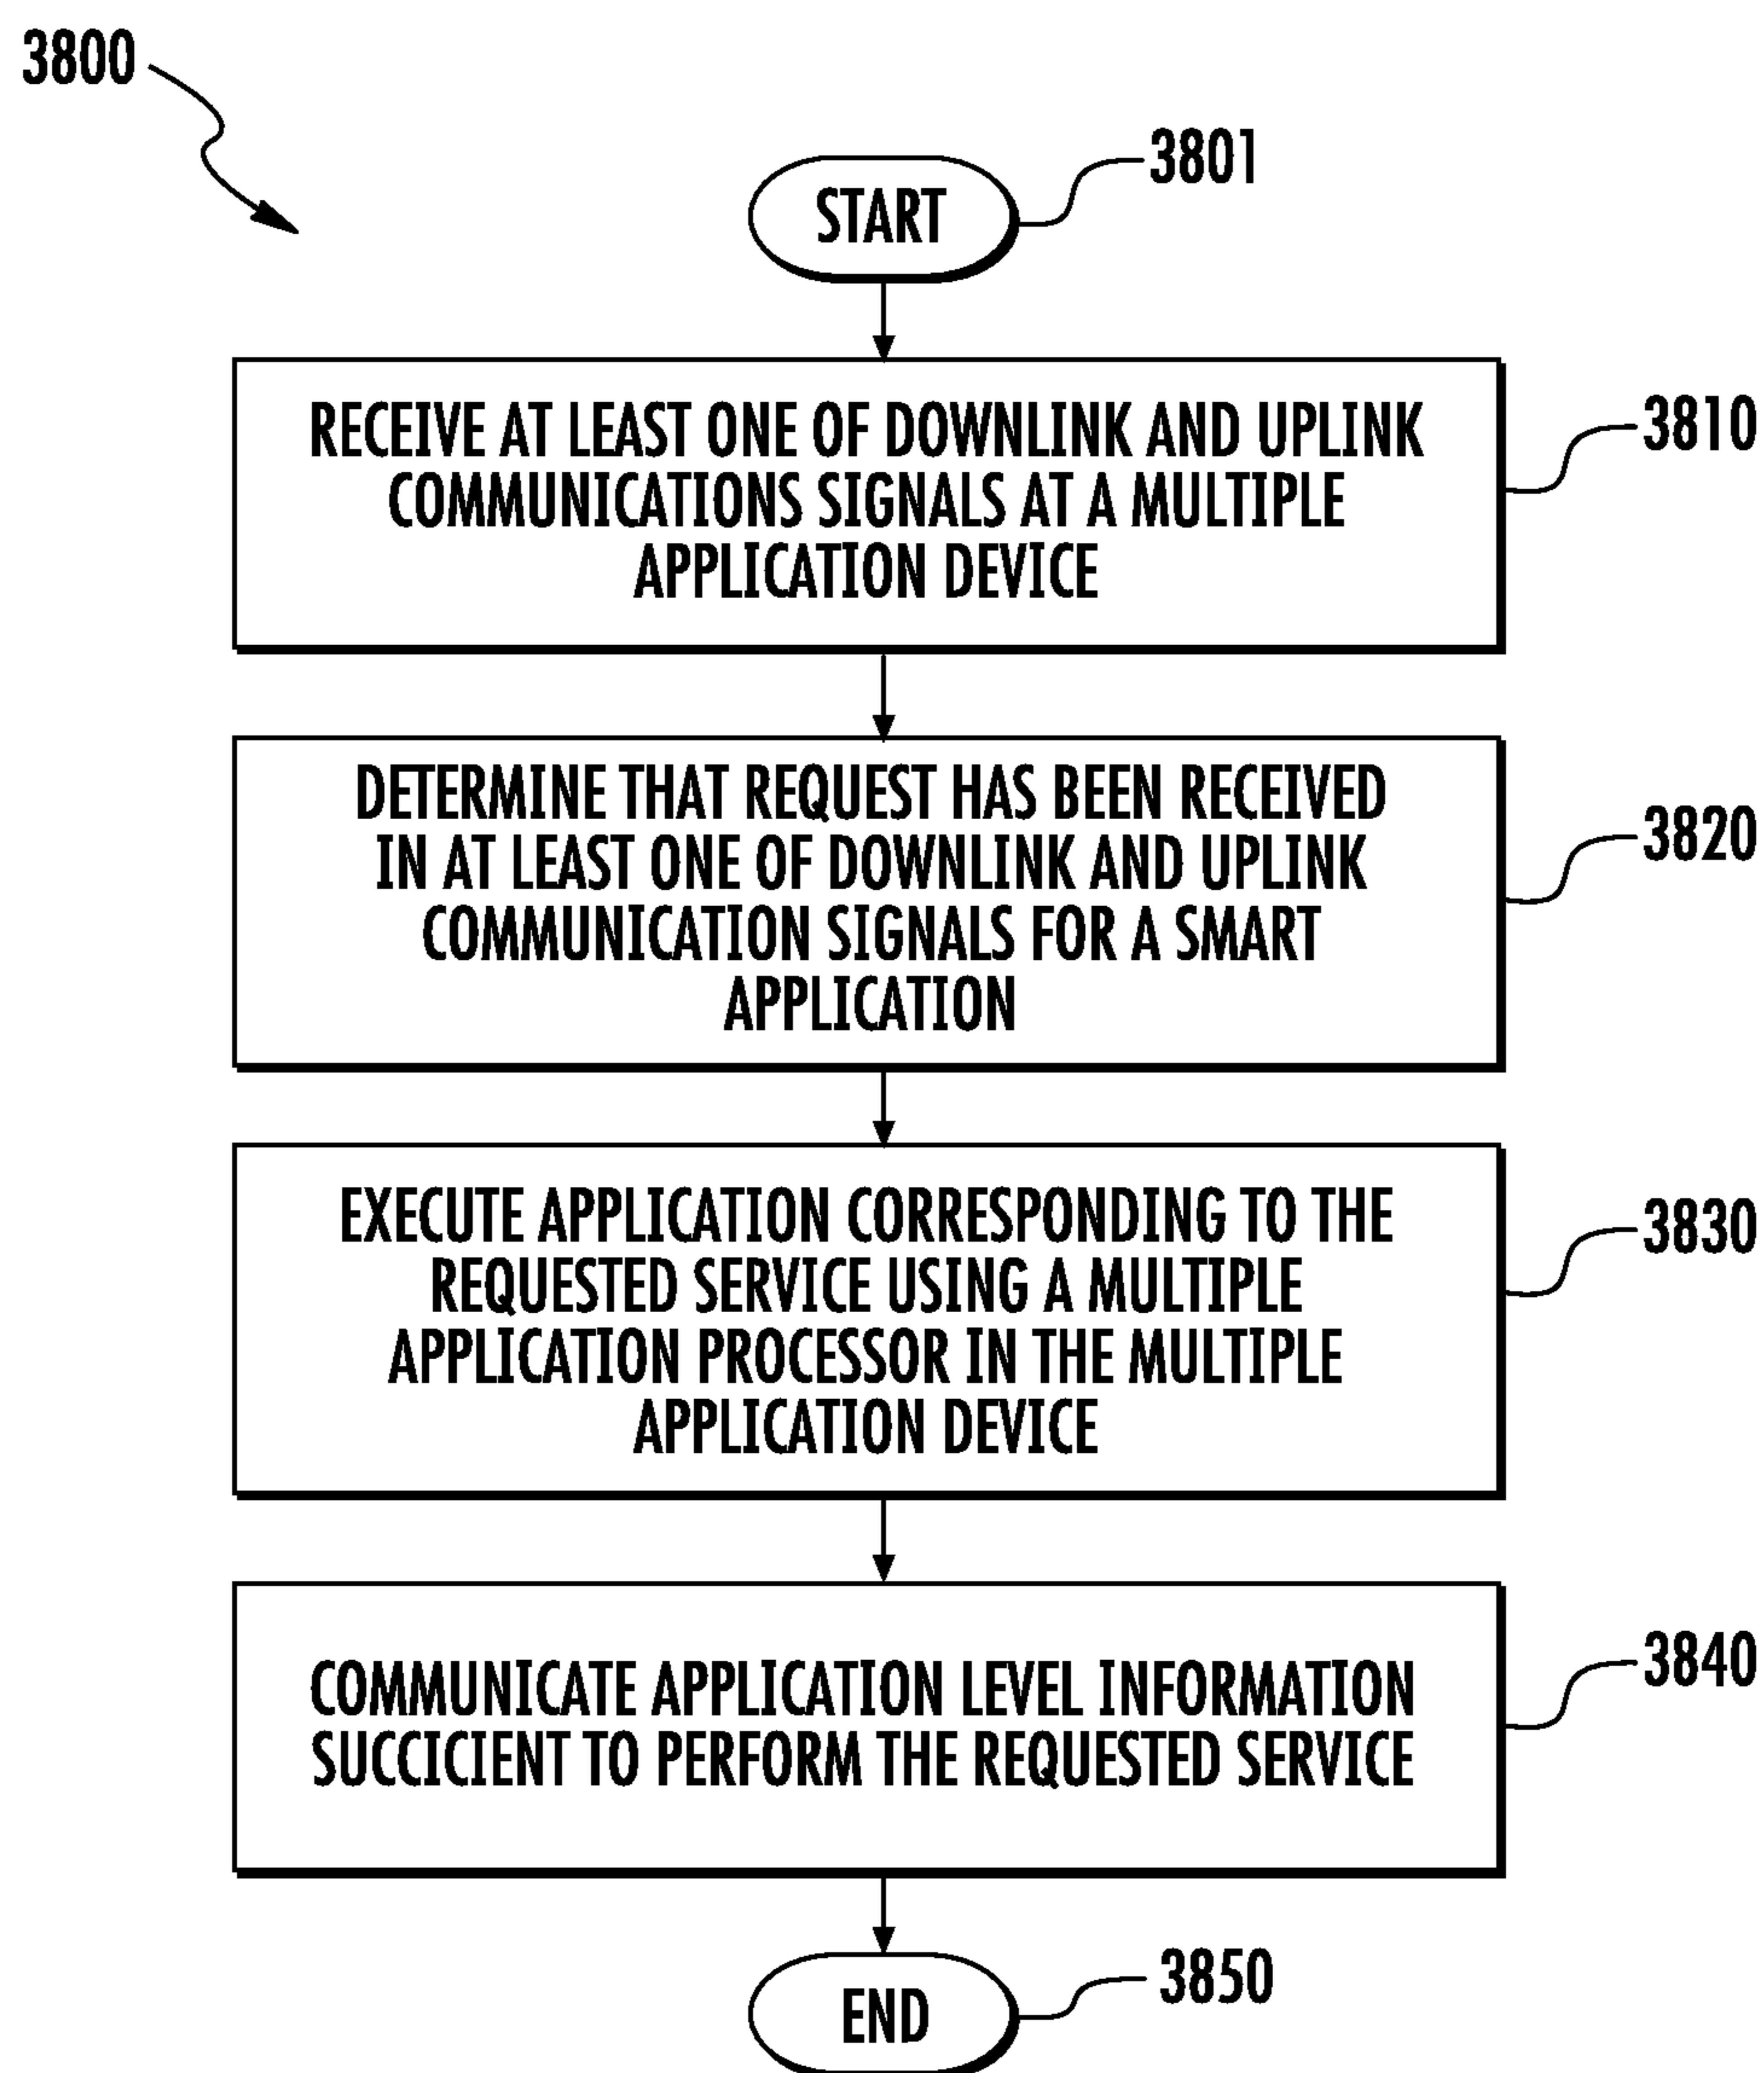 3800
START
3801
RECEIVE AT LEAST ONE OF DOWNLINK AND UPLINK
COMMUNICATIONS SIGNALS AT A MULTIPLE
APPLICATION DEVICE
3810
DETERMINE THAT REQUEST HAS BEEN RECEIVED
IN AT LEAST ONE OF DOWNLINK AND UPLINK
COMMUNICATION SIGNALS FOR A SMART
APPLICATION
3820
EXECUTE APPLICATION CORRESPONDING TO THE
REQUESTED SERVICE USING A MULTIPLE
APPLICATION PROCESSOR IN THE MULTIPLE
APPLICATION DEVICE
3830
COMMUNICATE APPLICATION LEVEL INFORMATION
SUCCICIENT TO PERFORM THE REQUESTED SERVICE
3840
END
3850